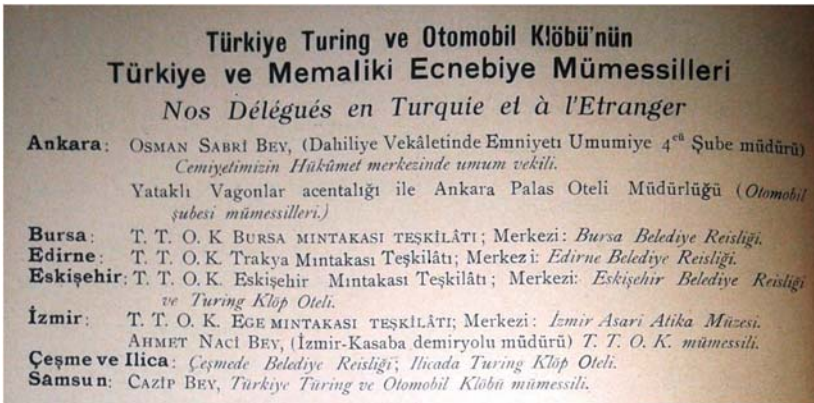 Türkiye Turing ve Otomobil Klöbü'nün
Türkiye ve Memaliki Ecnebiye Mümessilleri
Nos Délégués en Turquie et à l'Etranger
Ankara: OSMAN SABRİ BEY, (Dahiliye Vekâletinde Emniyeti Umumiye 4cü Şube müdürü)
Cemiyetimizin Hükûmet merkezinde umum vekili.
Yataklı Vagonlar acentalığı ile Ankara Palas Oteli Müdürlüğü (Otomobil
şubesi mümessilleri.)
Bursa: T. T. O. K BURSA MINTAKASI TEŞKİLÂTI; Merkezi: Bursa Belediye Reisliği.
Edirne: T. T. O. K. Trakya Mıntakası Teşkilâtı; Merkezi: Edirne Belediye Reisliği.
Eskişehir: T. T. O. K. Eskişehir Mıntakası Teşkilâtı; Merkezi: Eskişehir Belediye Reisliği
ve Turing Klöp Oteli.
İzmir: T. T. O. K. EGE MINTAKASI TEŞKİLÂTI; Merkezi: İzmir Asari Atika Müzesi.
AHMET NACİ BEY, (İzmir-Kasaba demiryolu müdürü) T. T. O. K. mümessili.
Çeşme ve Ilica: Çeşmede Belediye Reisliği; Ilicada Turing Klöp Oteli.
Samsun: CAZİP BEY, Türkiye Türing ve Otomobil Klöbü mümessili.